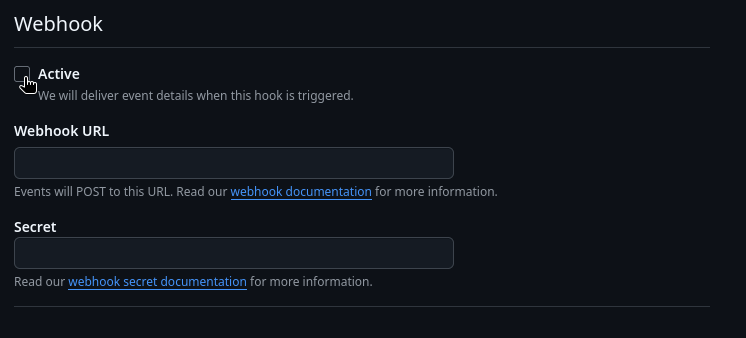 Webhook
Active
We will deliver event details when this hook is triggered.
Webhook URL
Events will POST to this URL. Read our webhook documentation for more information.
Secret
Read our webhook secret documentation for more information.